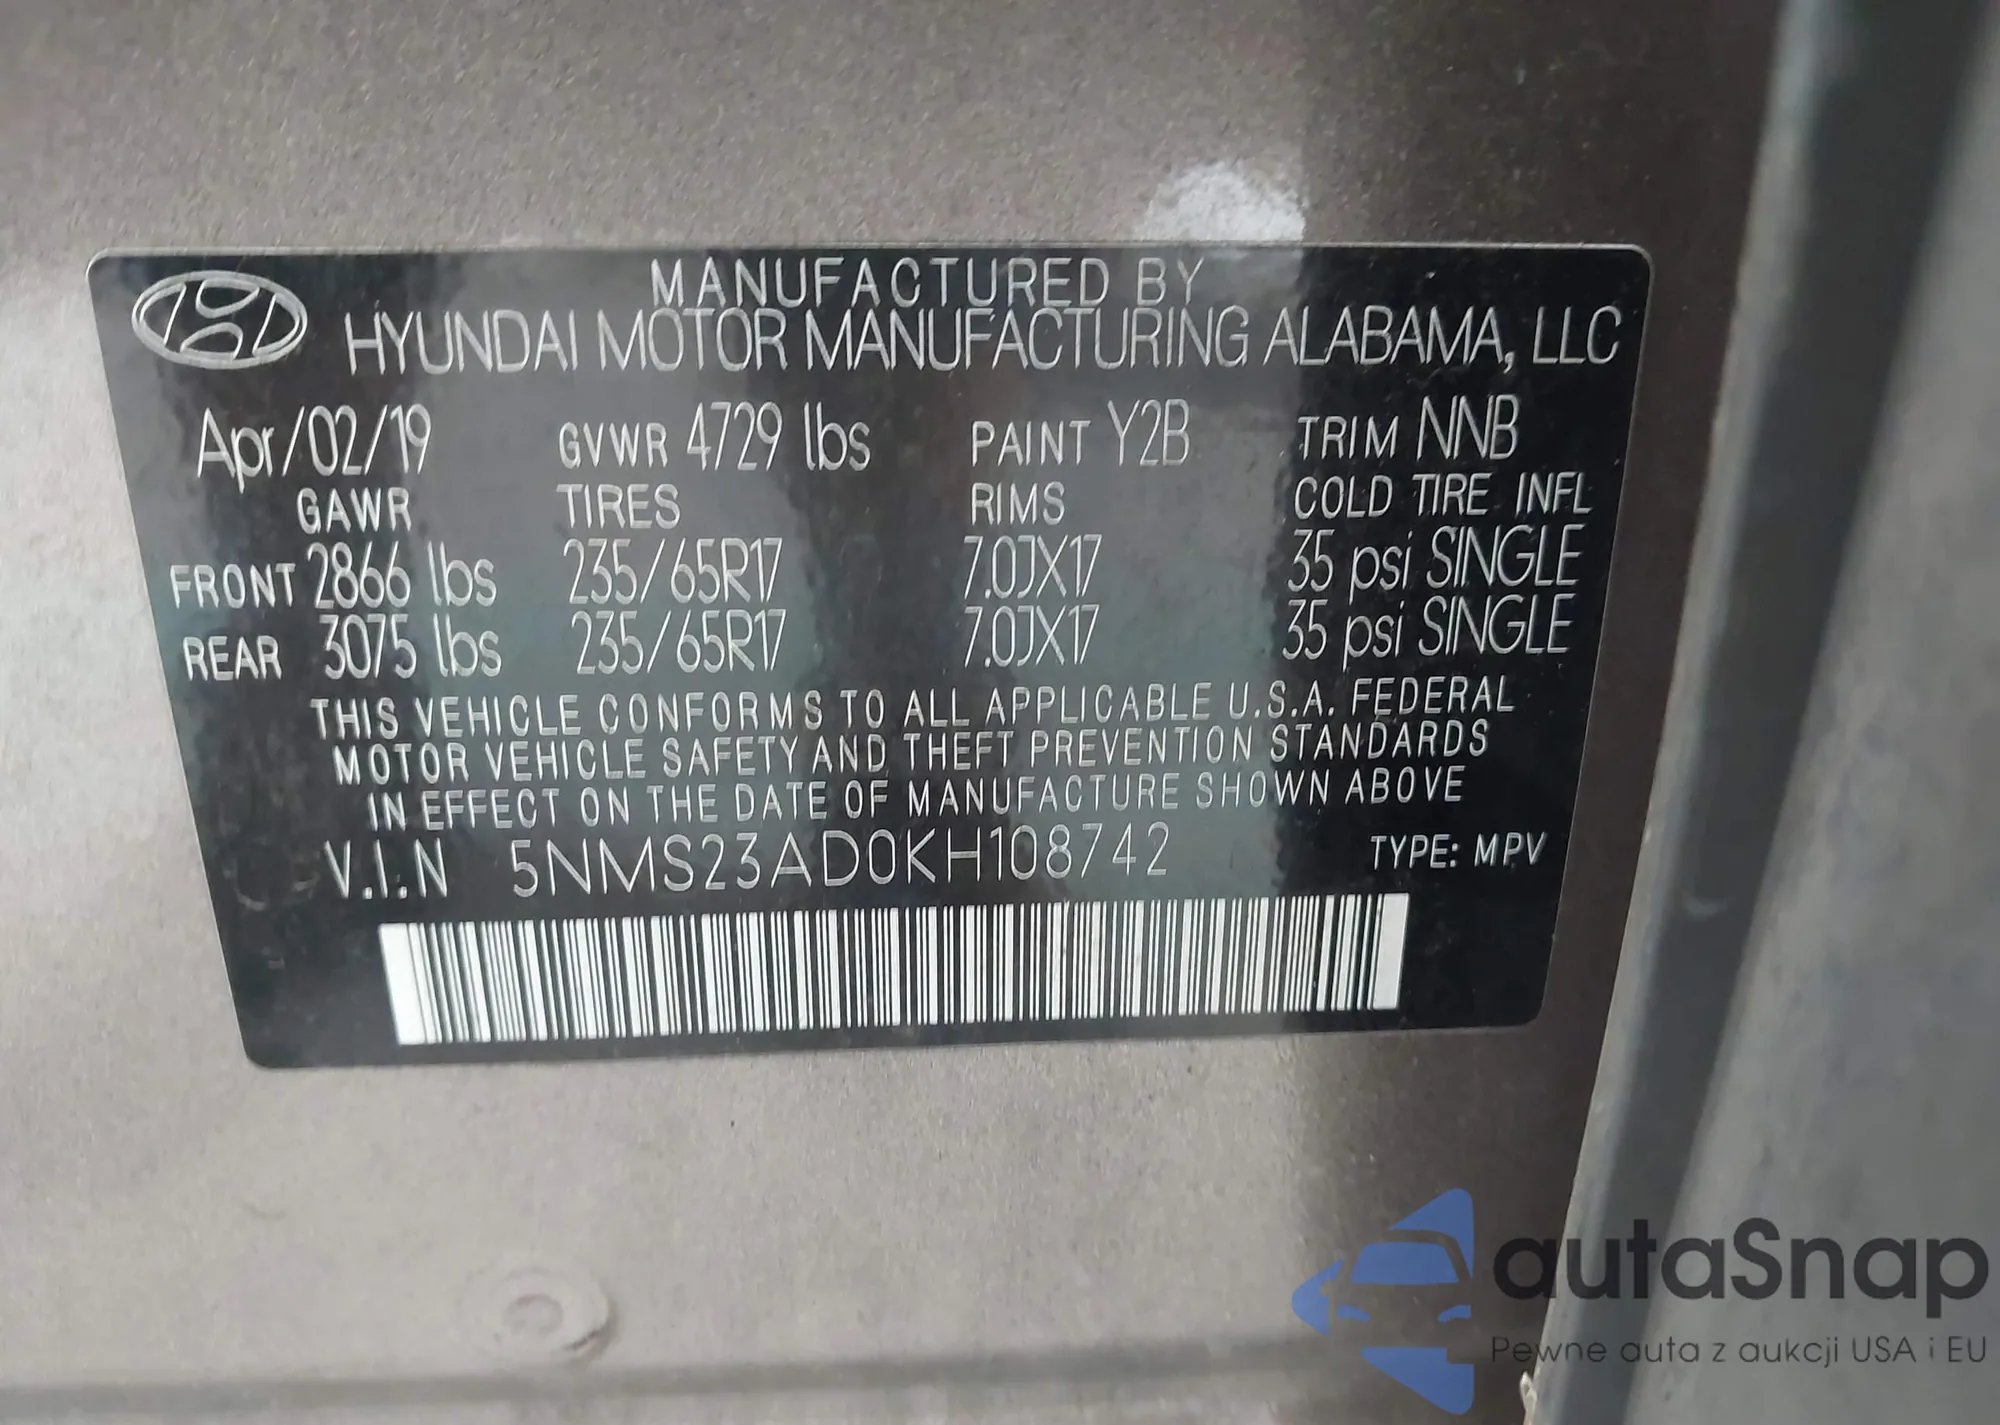 MANUFACTURED BY
HYUNDAI MOTOR MANUFACTURING ALABAMA, LLC
Apr/02/19 GVWR 4729 lbs PAINT Y2B TRIM NNB
GAWR TIRES RIMS COLD TIRE INFL
FRONT 2866 lbs 235/65R17 7.0JX17 35 psi SINGLE
REAR 3075 lbs 235/65R17 7.0JX17 35 psi SINGLE
THIS VEHICLE CONFORMS TO ALL APPLICABLE U.S.A. FEDERAL
MOTOR VEHICLE SAFETY AND THEFT PREVENTION STANDARDS
IN EFFECT ON THE DATE OF MANUFACTURE SHOWN ABOVE
V.I.N 5NMS23AD0KH108742 TYPE: MPV
autaSnap
Pewne auta z aukcji USA i EU